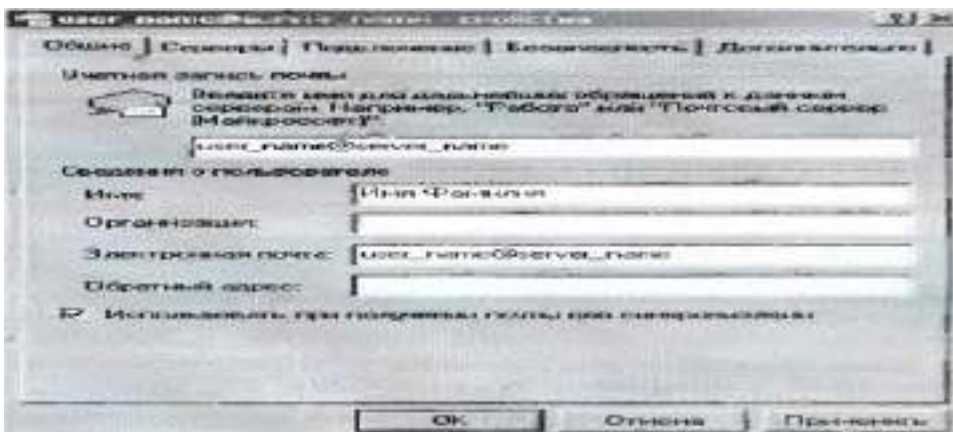 user_name@server_name - свойства
Общие Серверы Подключение Безопасность Дополнительно
Учетная запись почты
Введите имя для дальнейших обращений к данным
серверам. Например, "Работа" или "Почтовый сервер
Майкрософт".
user_name@server_name
Сведения о пользователе
Имя: Имя Фамилия
Организация:
Электронная почта: user_name@server_name
Обратный адрес:
Использовать при получении почты или синхронизации
OK Отмена Применить